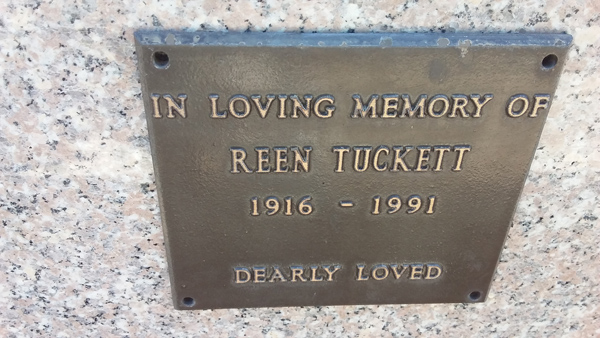 IN LOVING MEMORY OF
REEN TUCKETT
1916 - 1991
DEARLY LOVED